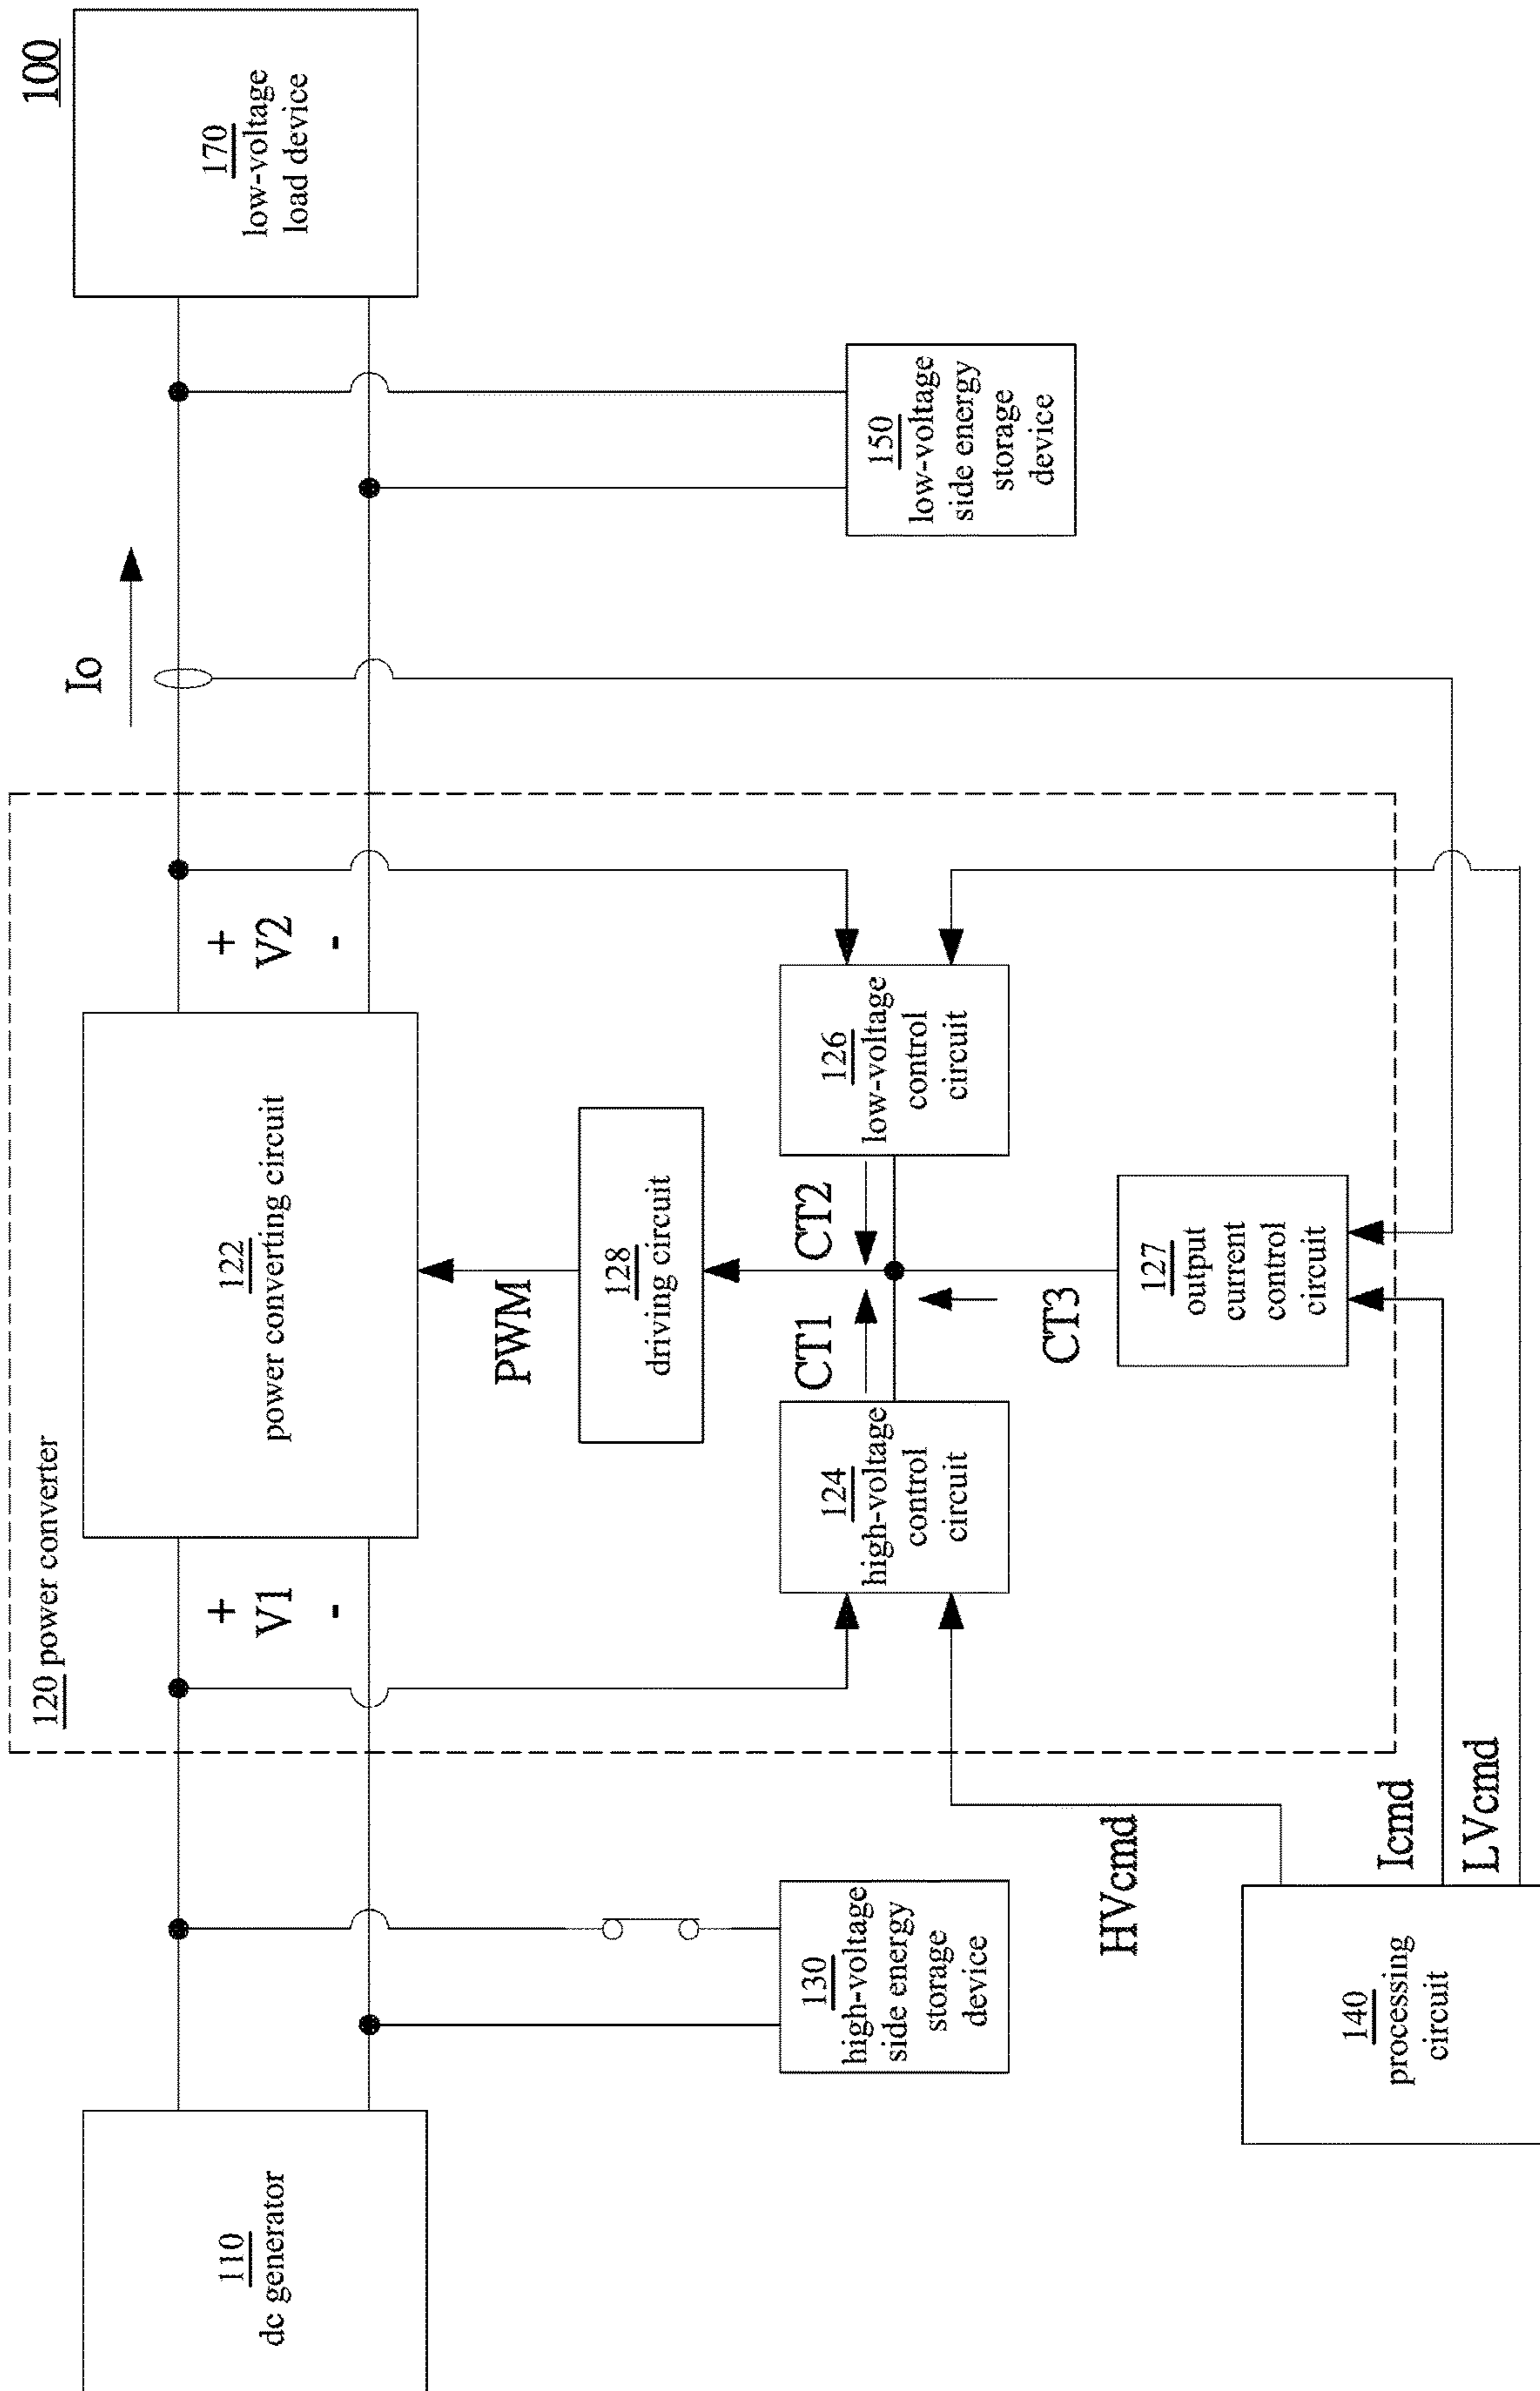 100
120 power converter
110
dc generator
+
V1
-
122
power converting circuit
+
V2
-
Io
170
low-voltage
load device
PWM
128
driving circuit
130
high-voltage
side energy
storage
device
124
high-voltage
control
circuit
CT1
CT2
126
low-voltage
control
circuit
150
low-voltage
side energy
storage
device
CT3
HVcmd
127
output
current
control
circuit
140
processing
circuit
Icmd
LVcmd